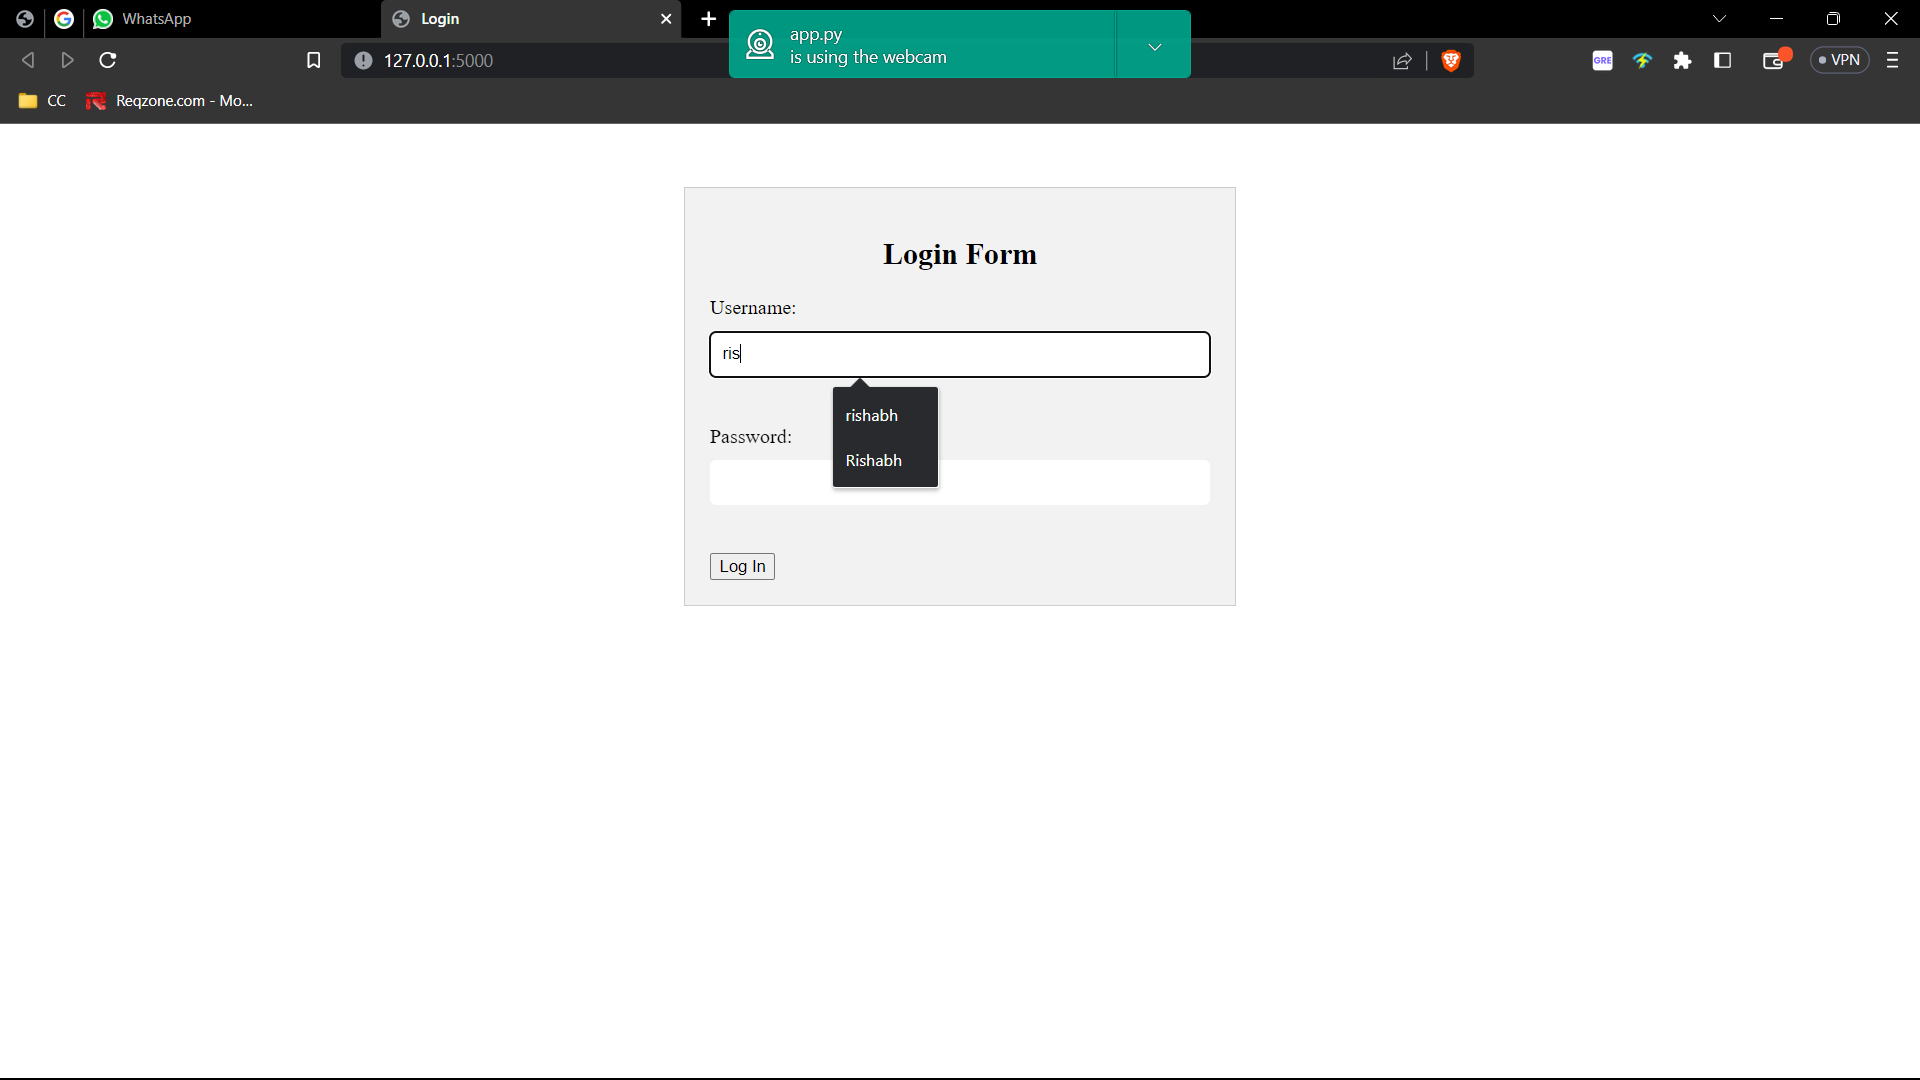 WhatsApp
Login
app.py
is using the webcam
127.0.0.1:5000
GRE
VPN
CC
Reqzone.com - Mo...
Login Form
Username:
ris
rishabh
Rishabh
Password:
Log In